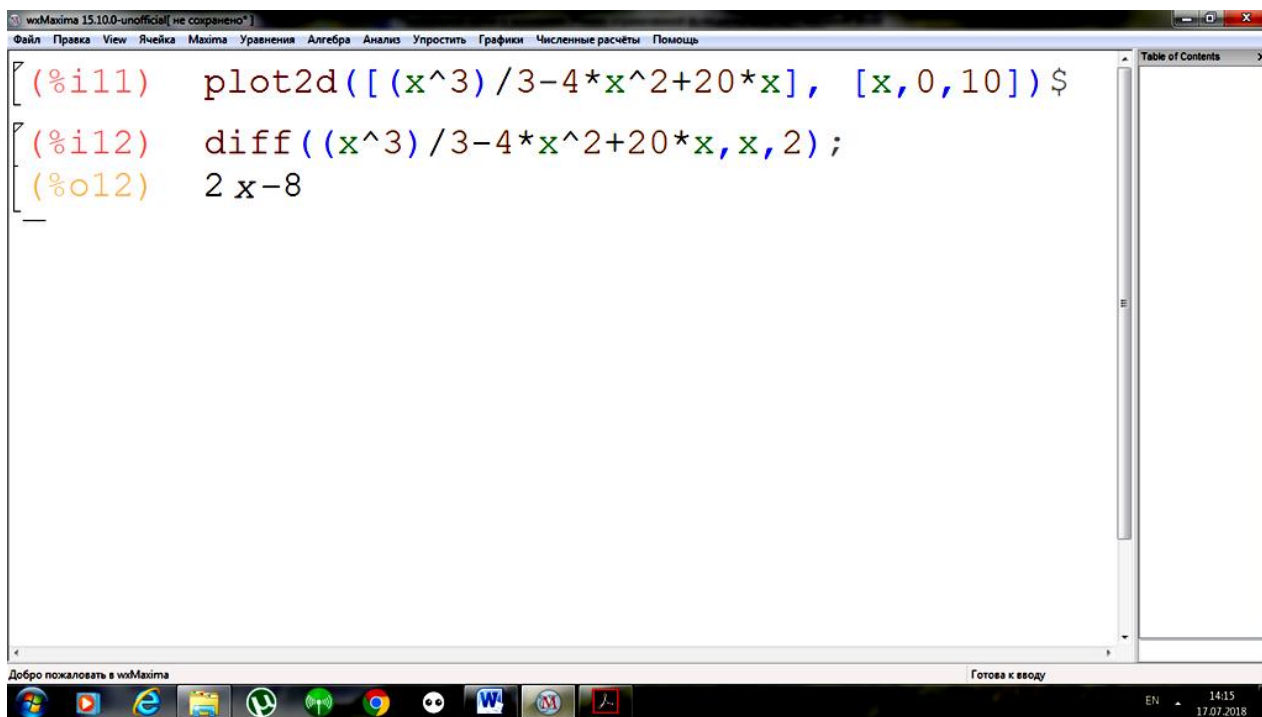 wxMaxima 15.10.0-unofficial[ не сохранено* ]
Файл Правка View Ячейка Maxima Уравнения Алгебра Анализ Упростить Графики Численные расчёты Помощь
Table of Contents
(%i11) plot2d([(x^3)/3-4*x^2+20*x], [x,0,10])$
(%i12) diff((x^3)/3-4*x^2+20*x,x,2);
(%o12) 2 x-8
Добро пожаловать в wxMaxima Готова к вводу
EN 14:15
17.07.2018